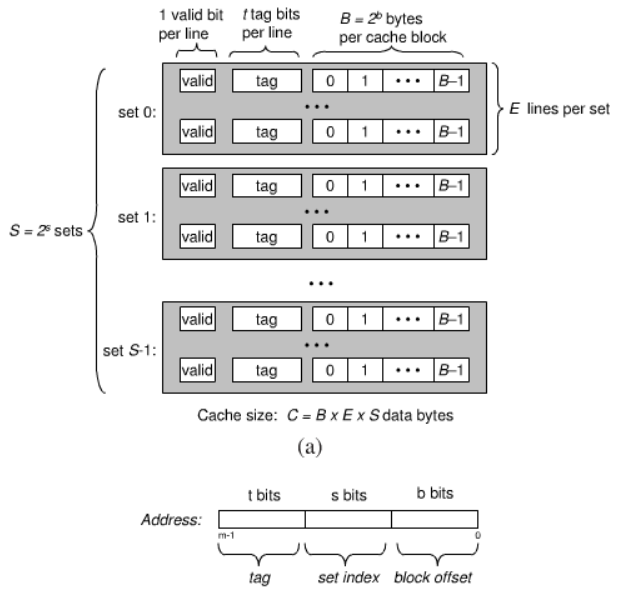 1 valid bit per line
t tag bits per line
B = 2^b bytes per cache block
S = 2^s sets
set 0:
valid tag 0 1 ••• B–1
•••
valid tag 0 1 ••• B–1
E lines per set
set 1:
valid tag 0 1 ••• B–1
•••
valid tag 0 1 ••• B–1
•••
set S-1:
valid tag 0 1 ••• B–1
•••
valid tag 0 1 ••• B–1
Cache size: C = B x E x S data bytes
(a)
t bits s bits b bits
Address:
m-1 0
tag set index block offset